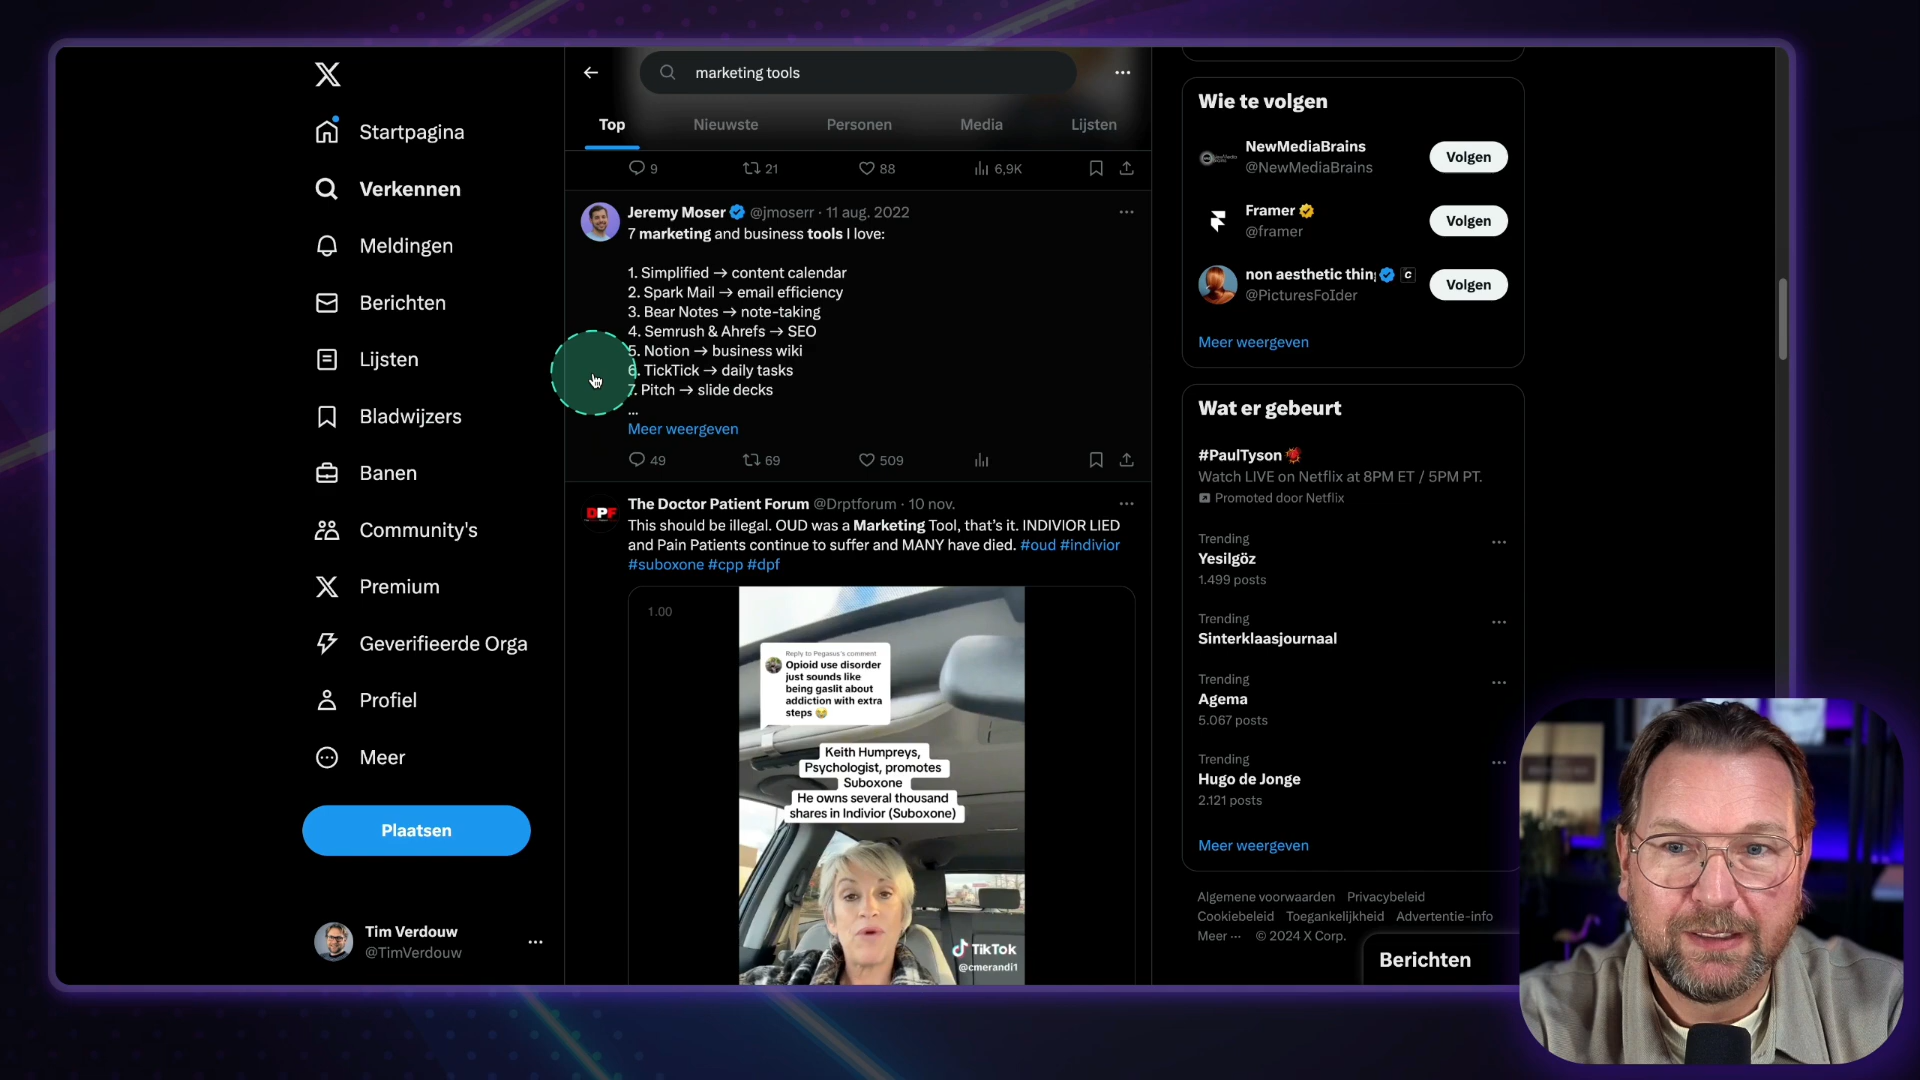 Startpagina
Verkennen
Meldingen
Berichten
Lijsten
Bladwijzers
Banen
Community's
Premium
Geverifieerde Orga
Profiel
Meer
Plaatsen
Tim Verdouw
@TimVerdouw
marketing tools
Top Nieuwste Personen Media Lijsten
9 21 88 6,9K
Jeremy Moser @jmoserr · 11 aug. 2022
7 marketing and business tools I love:
1. Simplified → content calendar
2. Spark Mail → email efficiency
3. Bear Notes → note-taking
4. Semrush & Ahrefs → SEO
5. Notion → business wiki
6. TickTick → daily tasks
7. Pitch → slide decks
...
Meer weergeven
49 69 509
DPF
The Doctor Patient Forum @Drptforum · 10 nov.
This should be illegal. OUD was a Marketing Tool, that's it. INDIVIOR LIED
and Pain Patients continue to suffer and MANY have died. #oud #indivior
#suboxone #cpp #dpf
1.00
Reply to Pegasus's comment
Opioid use disorder
just sounds like
being gaslit about
addiction with extra
steps 😭
Keith Humpreys,
Psychologist, promotes
Suboxone
He owns several thousand
shares in Indivior (Suboxone)
TikTok
@cmerandi1
Wie te volgen
NewMediaBrains
@NewMediaBrains
Volgen
Framer
@framer
Volgen
non aesthetic thin
@PicturesFoIder
Volgen
Meer weergeven
Wat er gebeurt
#PaulTyson
Watch LIVE on Netflix at 8PM ET / 5PM PT.
Promoted door Netflix
Trending
Yesilgöz
1.499 posts
Trending
Sinterklaasjournaal
Trending
Agema
5.067 posts
Trending
Hugo de Jonge
2.121 posts
Meer weergeven
Algemene voorwaarden Privacybeleid
Cookiebeleid Toegankelijkheid Advertentie-info
Meer ··· © 2024 X Corp.
Berichten